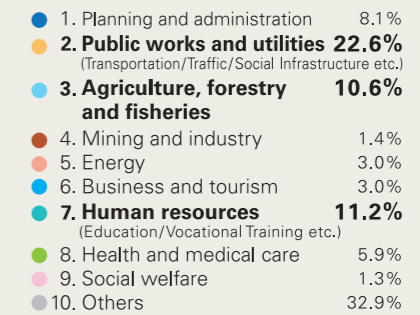 1. Planning and administration 8.1%
2. Public works and utilities 22.6%
(Transportation/Traffic/Social Infrastructure etc.)
3. Agriculture, forestry 10.6%
and fisheries
4. Mining and industry 1.4%
5. Energy 3.0%
6. Business and tourism 3.0%
7. Human resources 11.2%
(Education/Vocational Training etc.)
8. Health and medical care 5.9%
9. Social welfare 1.3%
10. Others 32.9%